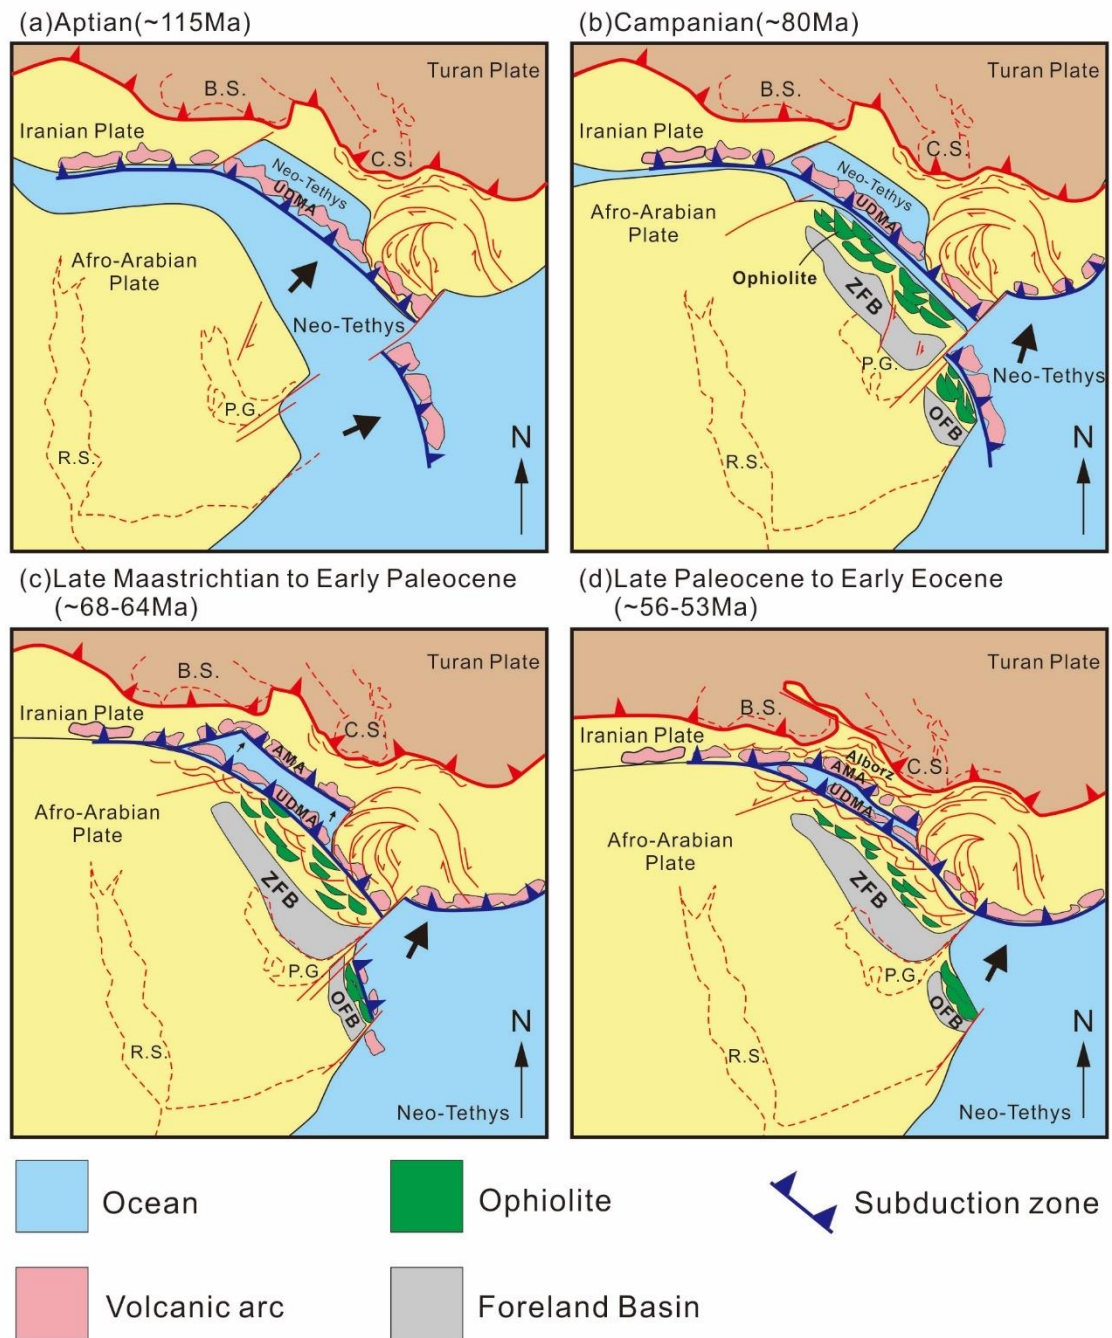 (a)Aptian(~115Ma)
Turan Plate
B.S.
Iranian Plate
C.S.
Neo-Tethys
UDMA
Afro-Arabian
Plate
Neo-Tethys
P.G.
R.S.
N
(b)Campanian(~80Ma)
Turan Plate
B.S.
Iranian Plate
C.S.
Neo-Tethys
UDMA
Afro-Arabian
Plate
Ophiolite
ZFB
P.G.
Neo-Tethys
OFB
R.S.
N
(c)Late Maastrichtian to Early Paleocene
(~68-64Ma)
Turan Plate
B.S.
Iranian Plate
C.S.
AMA
UDMA
Afro-Arabian
Plate
ZFB
P.G.
OFB
R.S.
N
Neo-Tethys
(d)Late Paleocene to Early Eocene
(~56-53Ma)
Turan Plate
B.S.
Iranian Plate
Alborz
C.S.
AMA
UDMA
Afro-Arabian
Plate
ZFB
P.G.
OFB
R.S.
N
Neo-Tethys
Ocean
Ophiolite
Subduction zone
Volcanic arc
Foreland Basin